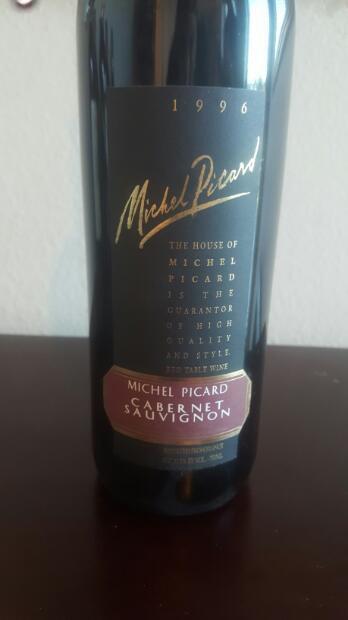 1996
Michel Picard
THE HOUSE OF
MICHEL
PICARD
IS THE
GUARANTOR
OF HIGH
QUALITY
AND STYLE.
RED TABLE WINE
MICHEL PICARD
CABERNET
SAUVIGNON